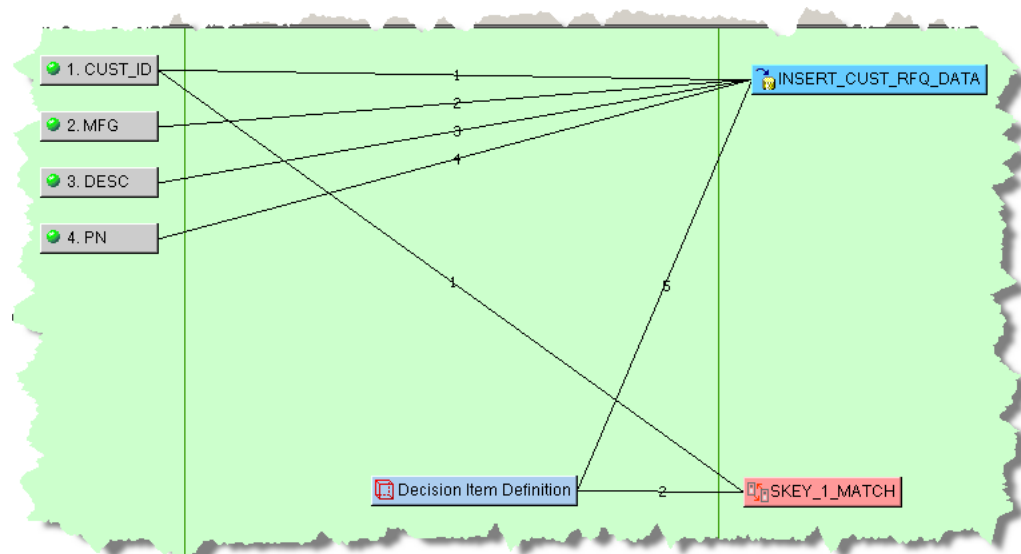 1. CUST_ID
1
INSERT_CUST_RFQ_DATA
2. MFG
2
3
3. DESC
4
4. PN
1
5
Decision Item Definition
2
SKEY_1_MATCH